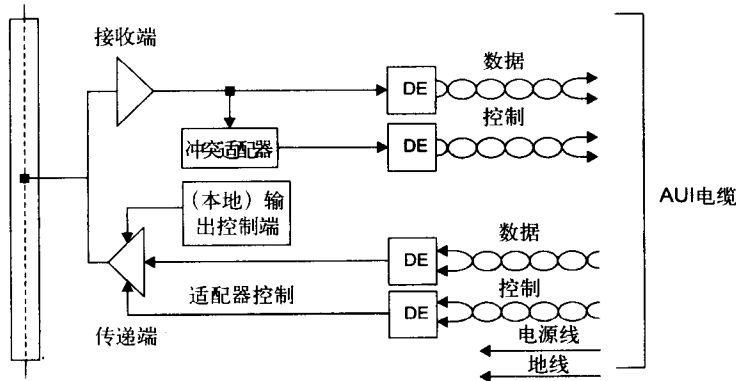 接收端
DE
数据
冲突适配器
DE
控制
AUI电缆
(本地)输
出控制端
DE
数据
适配器控制
DE
控制
传递端
电源线
地线